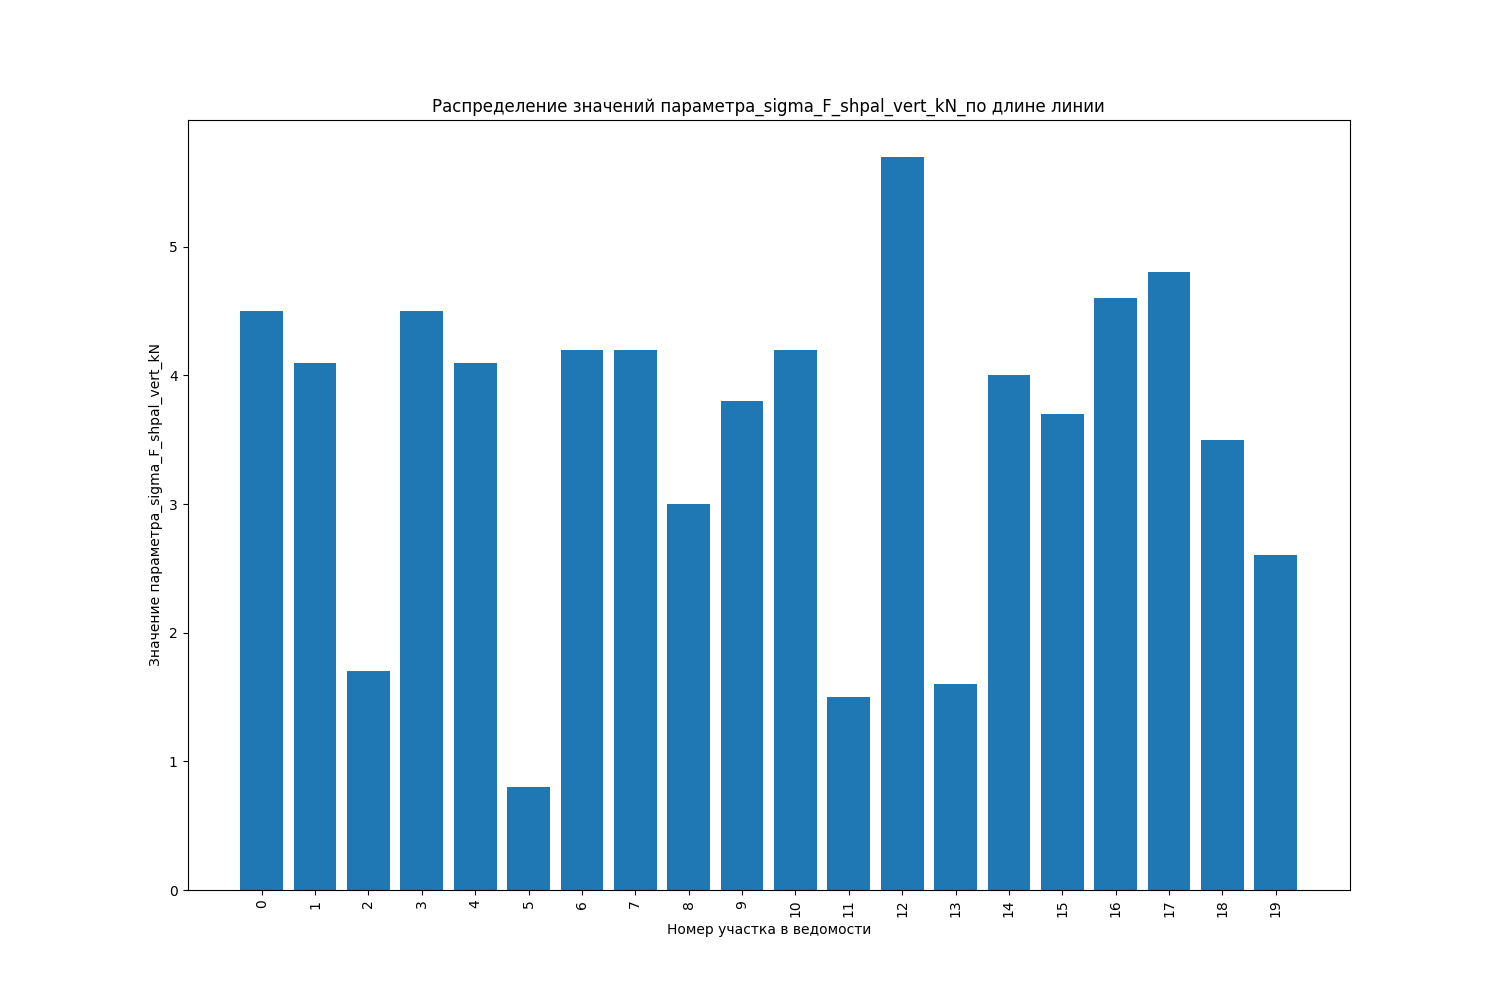 Распределение значений параметра_sigma_F_shpal_vert_kN_по длине линии
Значение параметра_sigma_F_shpal_vert_kN
5
4
3
2
1
0
0 1 2 3 4 5 6 7 8 9 10 11 12 13 14 15 16 17 18 19
Номер участка в ведомости